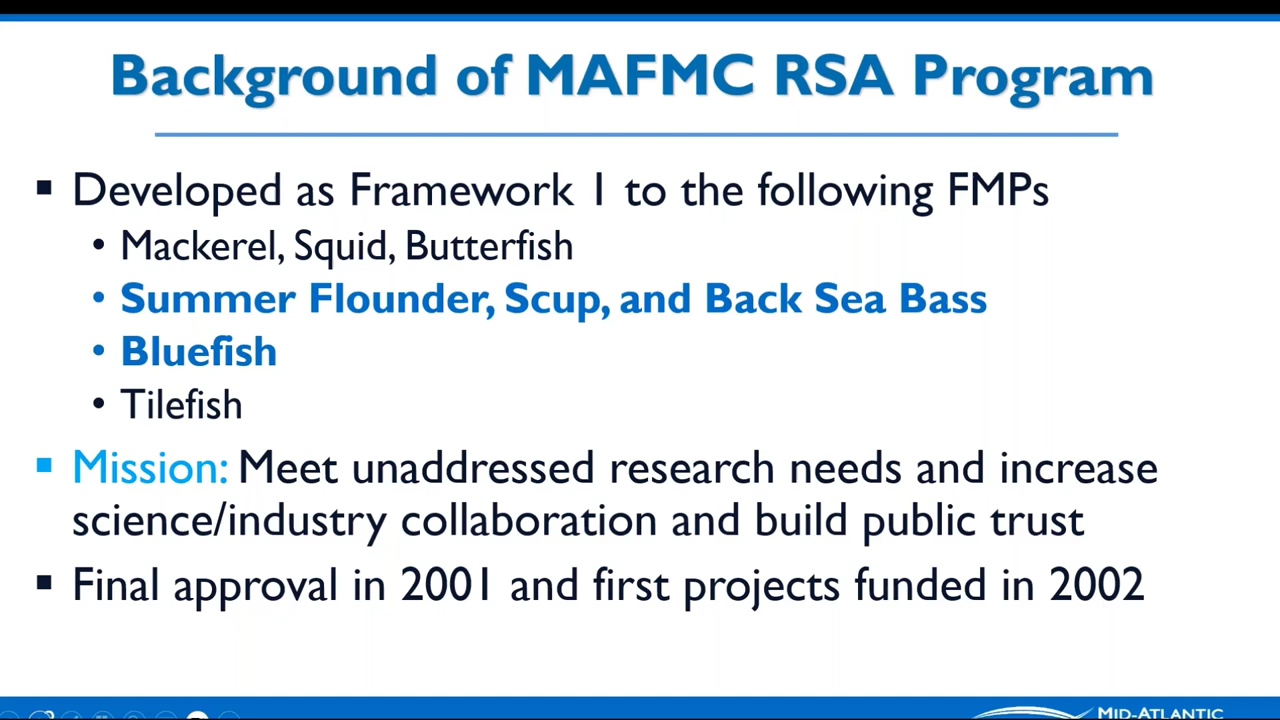 Background of MAFMC RSA Program
▪ Developed as Framework 1 to the following FMPs
• Mackerel, Squid, Butterfish
• Summer Flounder, Scup, and Back Sea Bass
• Bluefish
• Tilefish
▪ Mission: Meet unaddressed research needs and increase
science/industry collaboration and build public trust
▪ Final approval in 2001 and first projects funded in 2002
MID-ATLANTIC